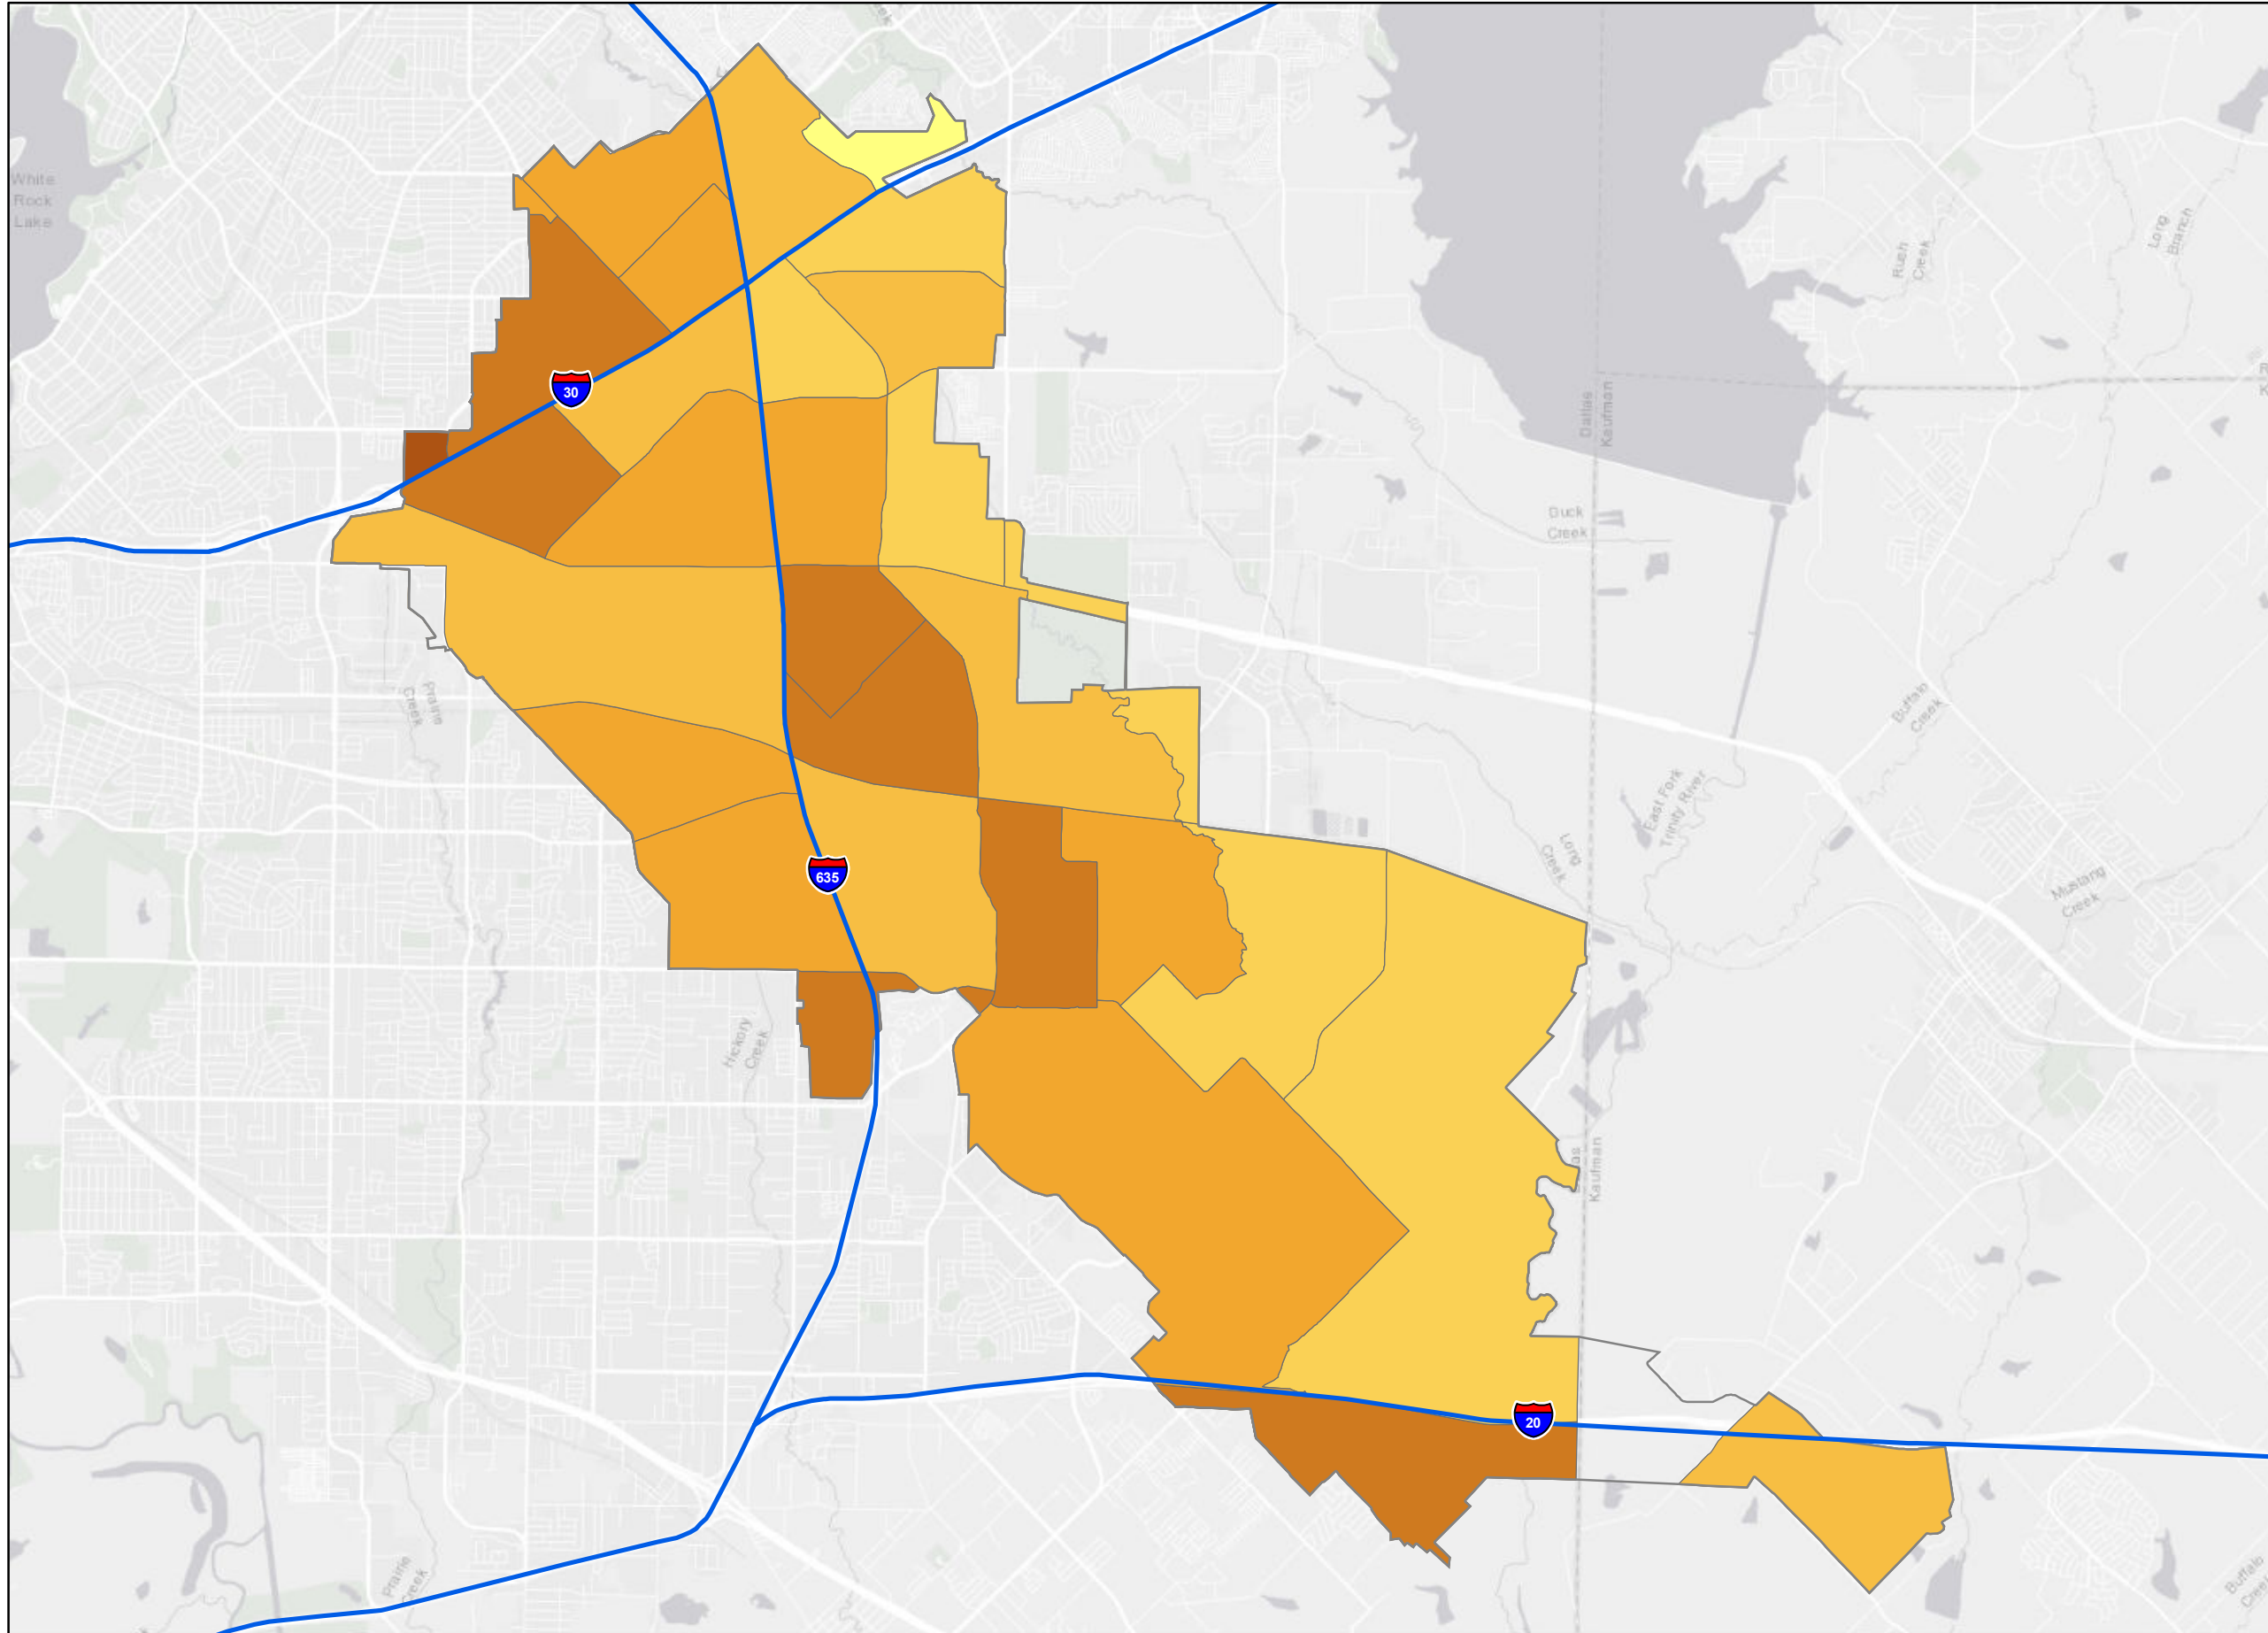 White
Rock
Lake
Long
Branch
Rush
Creek
30
Dallas
Kaufman
Duck
Creek
Prairie
Creek
Buffalo
Creek
East Fork
Trinity River
Long
Creek
635
Mustang
Creek
Hickory
Creek
Kaufman
20
Prairie
Creek
Buffalo